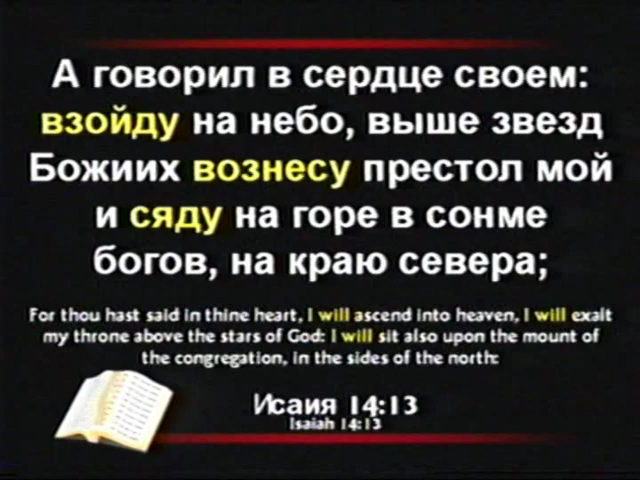 А говорил в сердце своем:
взойду на небо, выше звезд
Божиих вознесу престол мой
и сяду на горе в сонме
богов, на краю севера;
For thou hast said in thine heart, I will ascend into heaven, I will exalt
my throne above the stars of God: I will sit also upon the mount of
the congregation, in the sides of the north:
Исаия 14:13
Isaiah 14:13